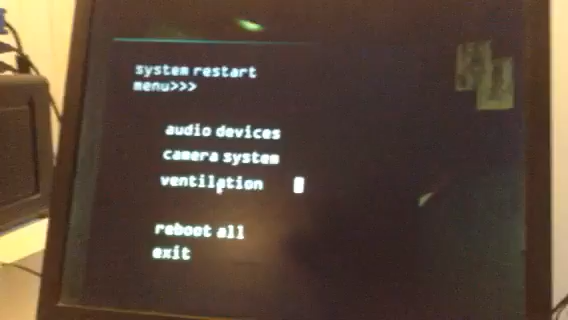 system restart
menu>>>
audio devices
camera system
ventilation
reboot all
exit